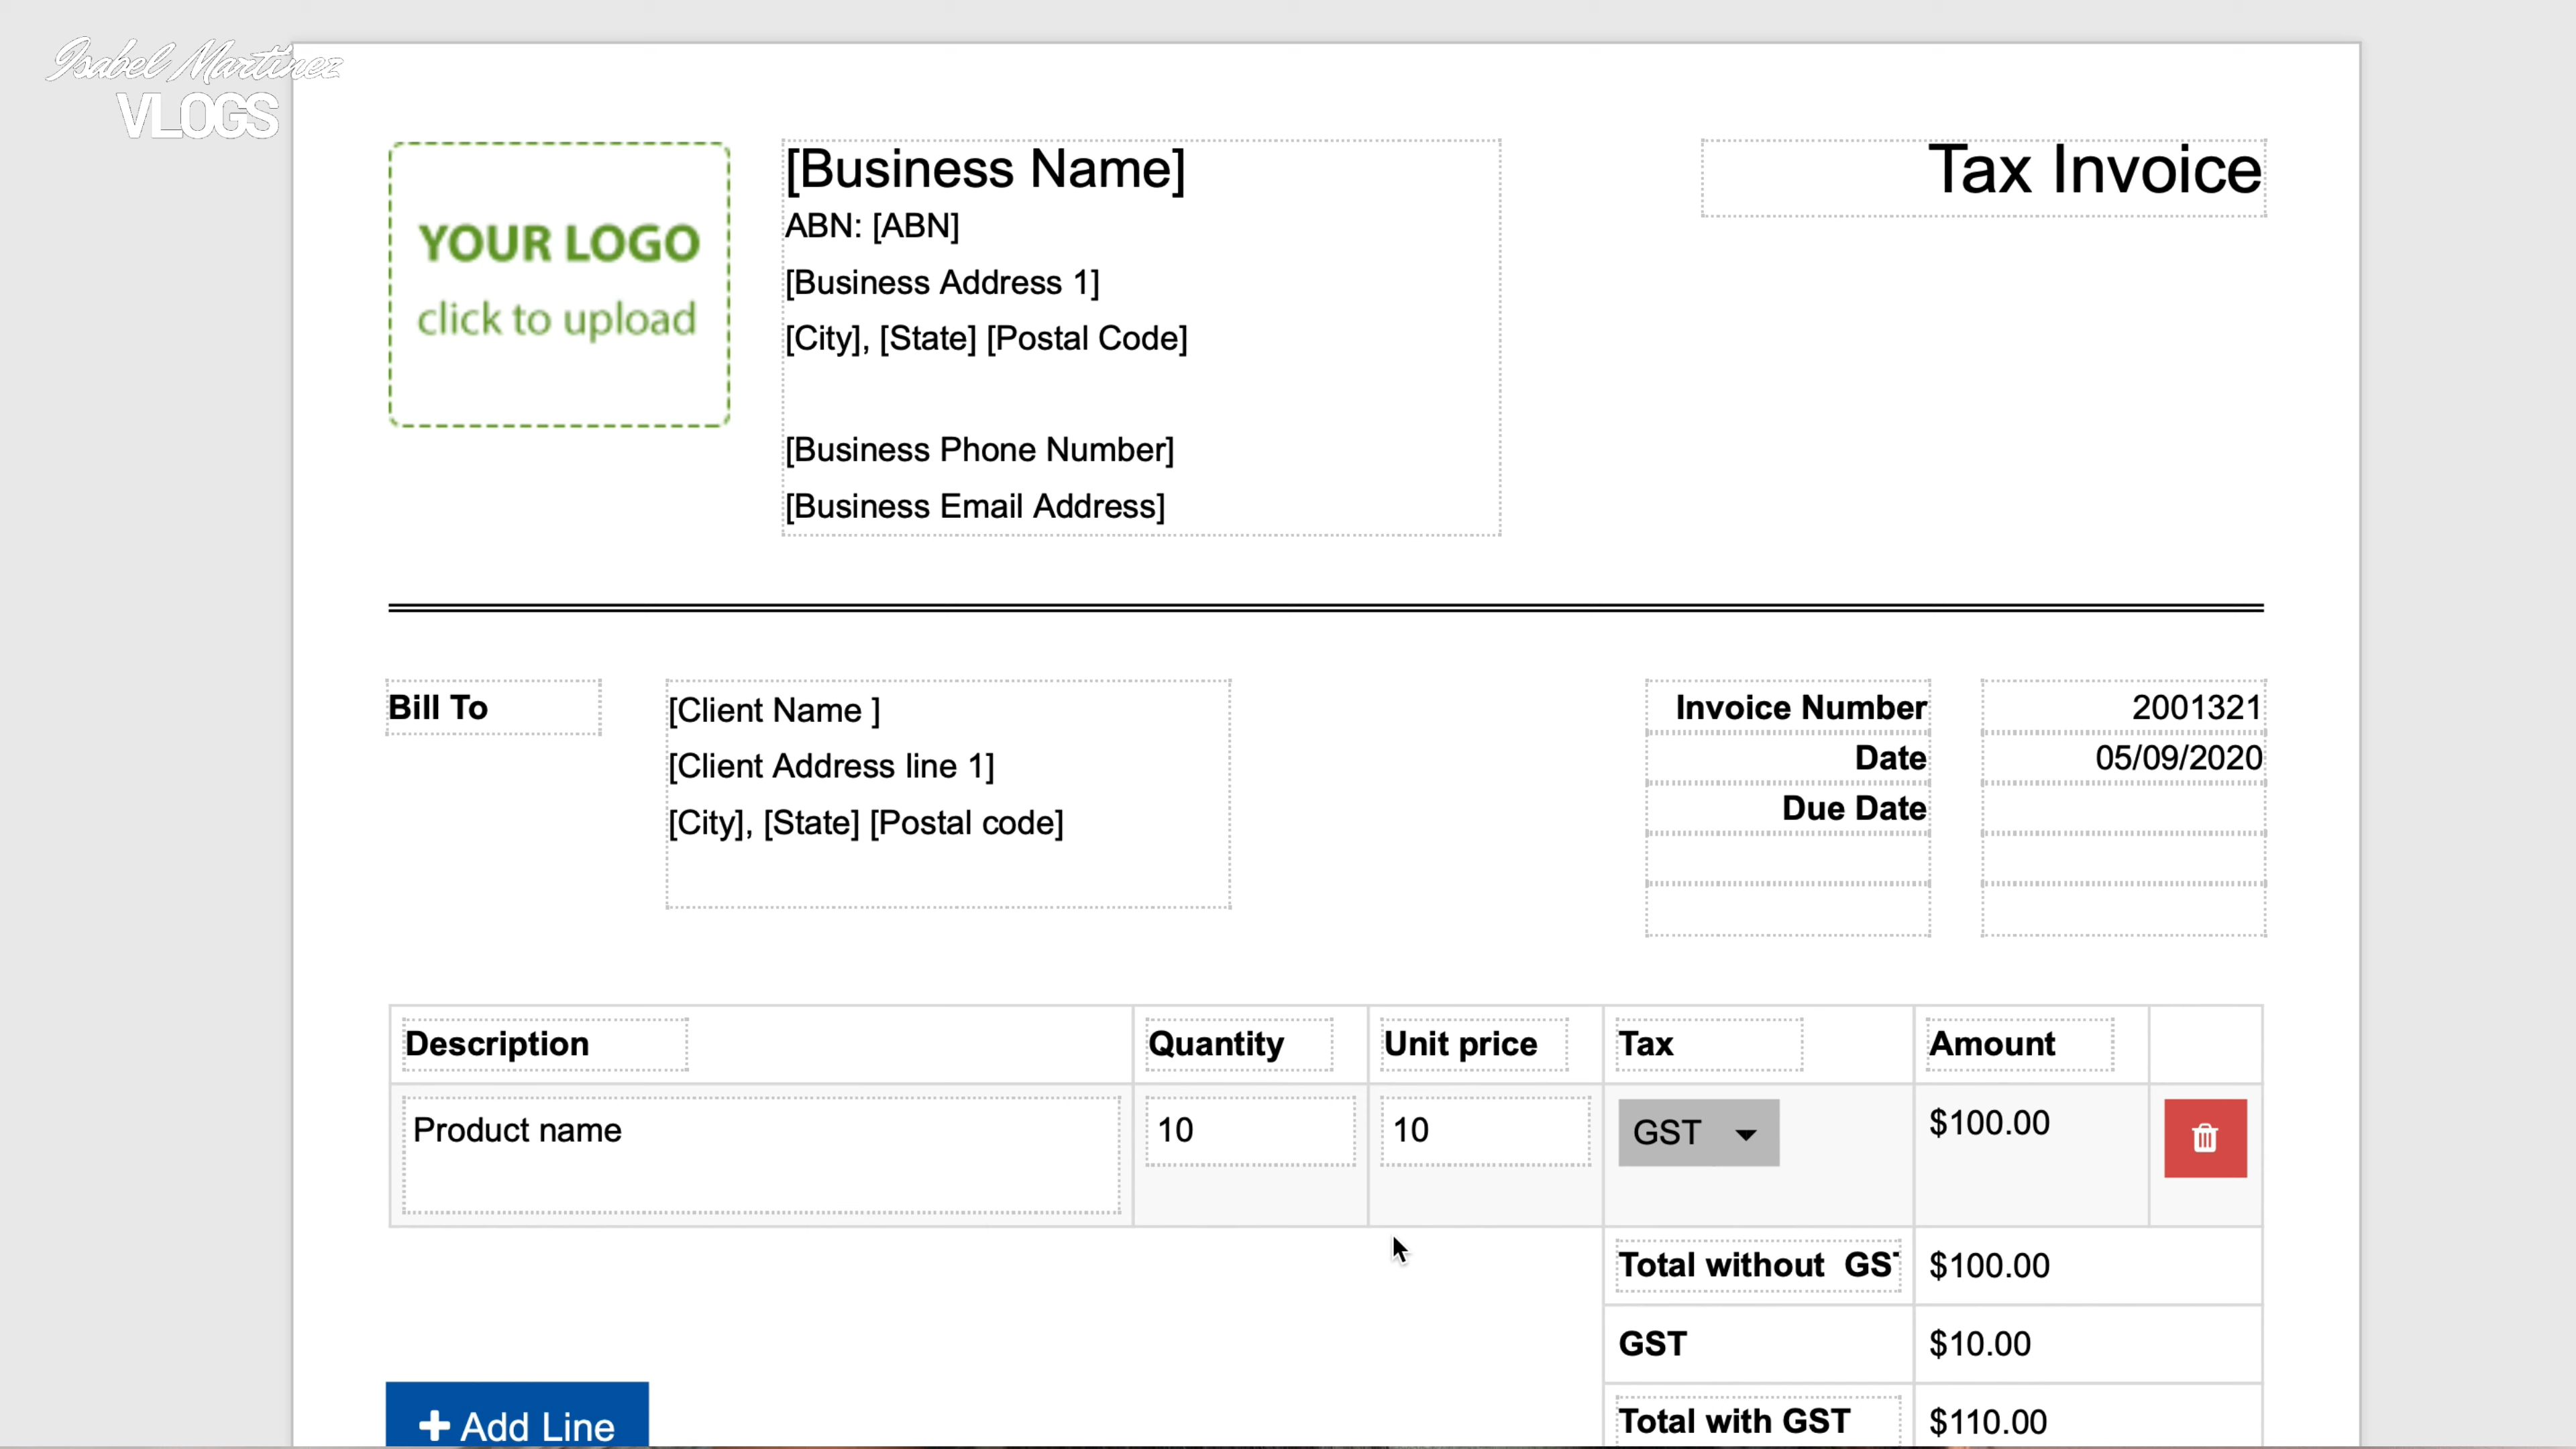 Isabel Martinez
VLOGS
YOUR LOGO
click to upload
[Business Name]
ABN: [ABN]
[Business Address 1]
[City], [State] [Postal Code]
[Business Phone Number]
[Business Email Address]
Tax Invoice
Bill To
[Client Name ]
[Client Address line 1]
[City], [State] [Postal code]
Invoice Number 2001321
Date 05/09/2020
Due Date
Description Quantity Unit price Tax Amount
Product name 10 10 GST $100.00
Total without GS $100.00
GST $10.00
Total with GST $110.00
+ Add Line